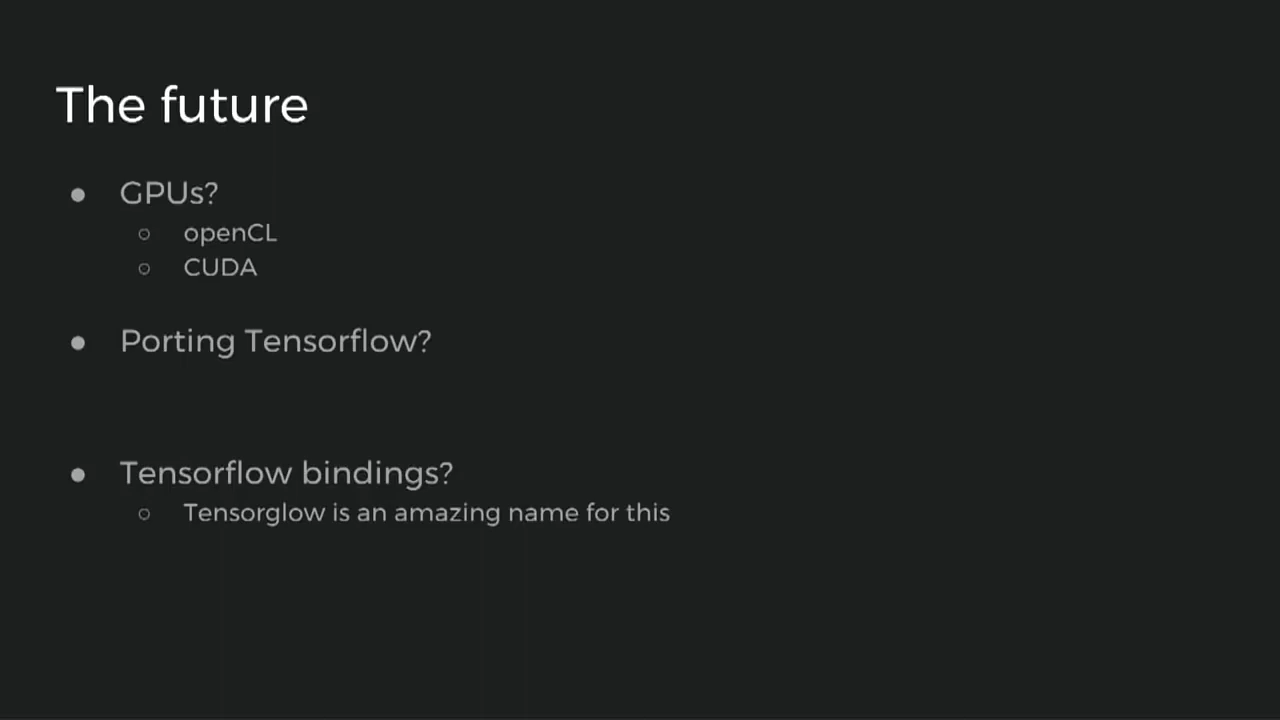 The future
● GPUs?
○ openCL
○ CUDA
● Porting Tensorflow?
● Tensorflow bindings?
○ Tensorglow is an amazing name for this